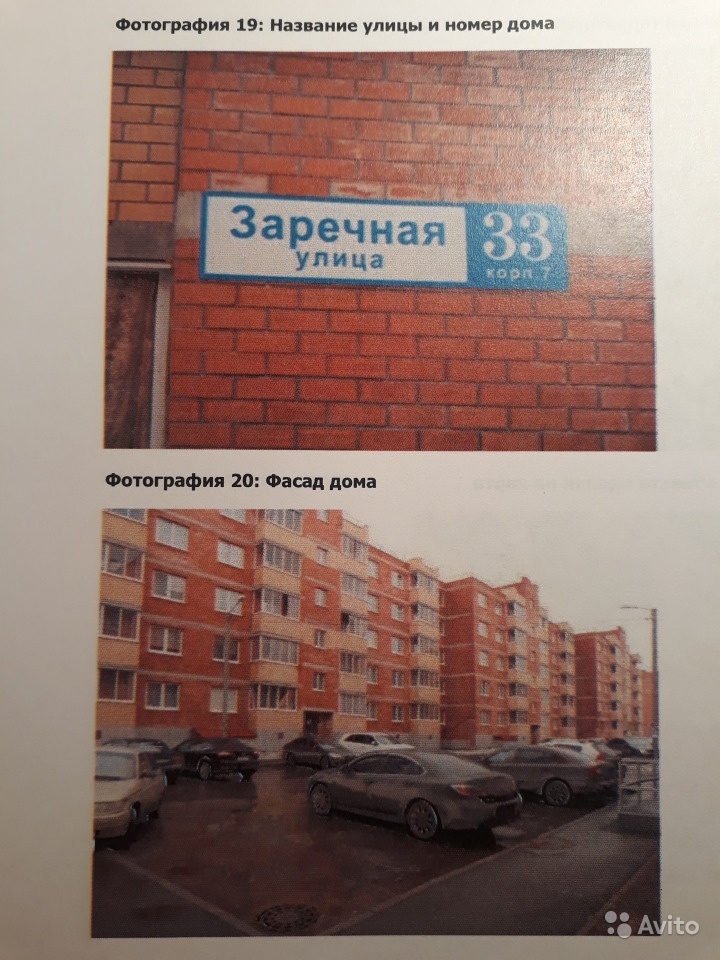 Фотография 19: Название улицы и номер дома
Заречная
улица
33
корп 7
Фотография 20: Фасад дома
Avito